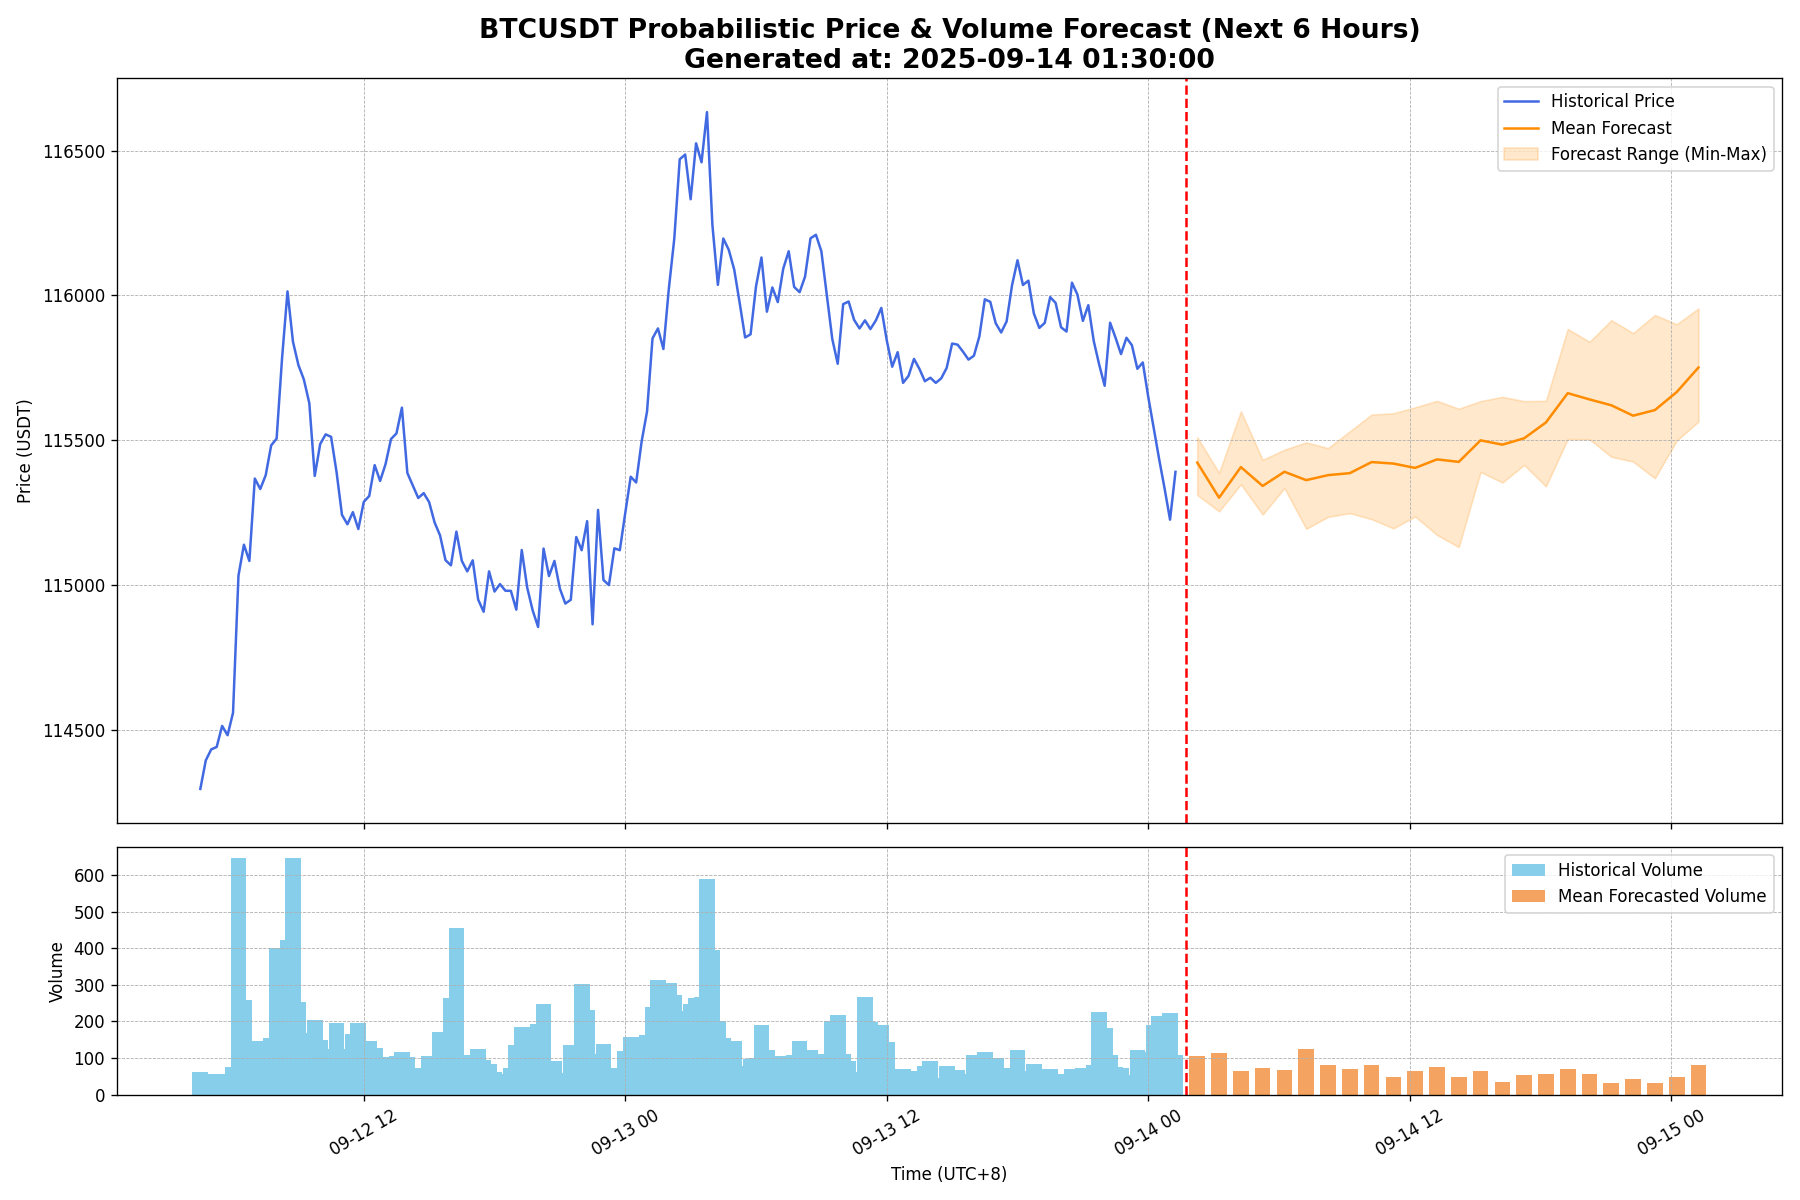 BTCUSDT Probabilistic Price & Volume Forecast (Next 6 Hours)
Generated at: 2025-09-14 01:30:00
Historical Price
Mean Forecast
Forecast Range (Min-Max)
116500
116000
115500
115000
114500
Price (USDT)
Historical Volume
Mean Forecasted Volume
600
500
400
300
200
100
0
Volume
09-12 12
09-13 00
09-13 12
09-14 00
09-14 12
09-15 00
Time (UTC+8)